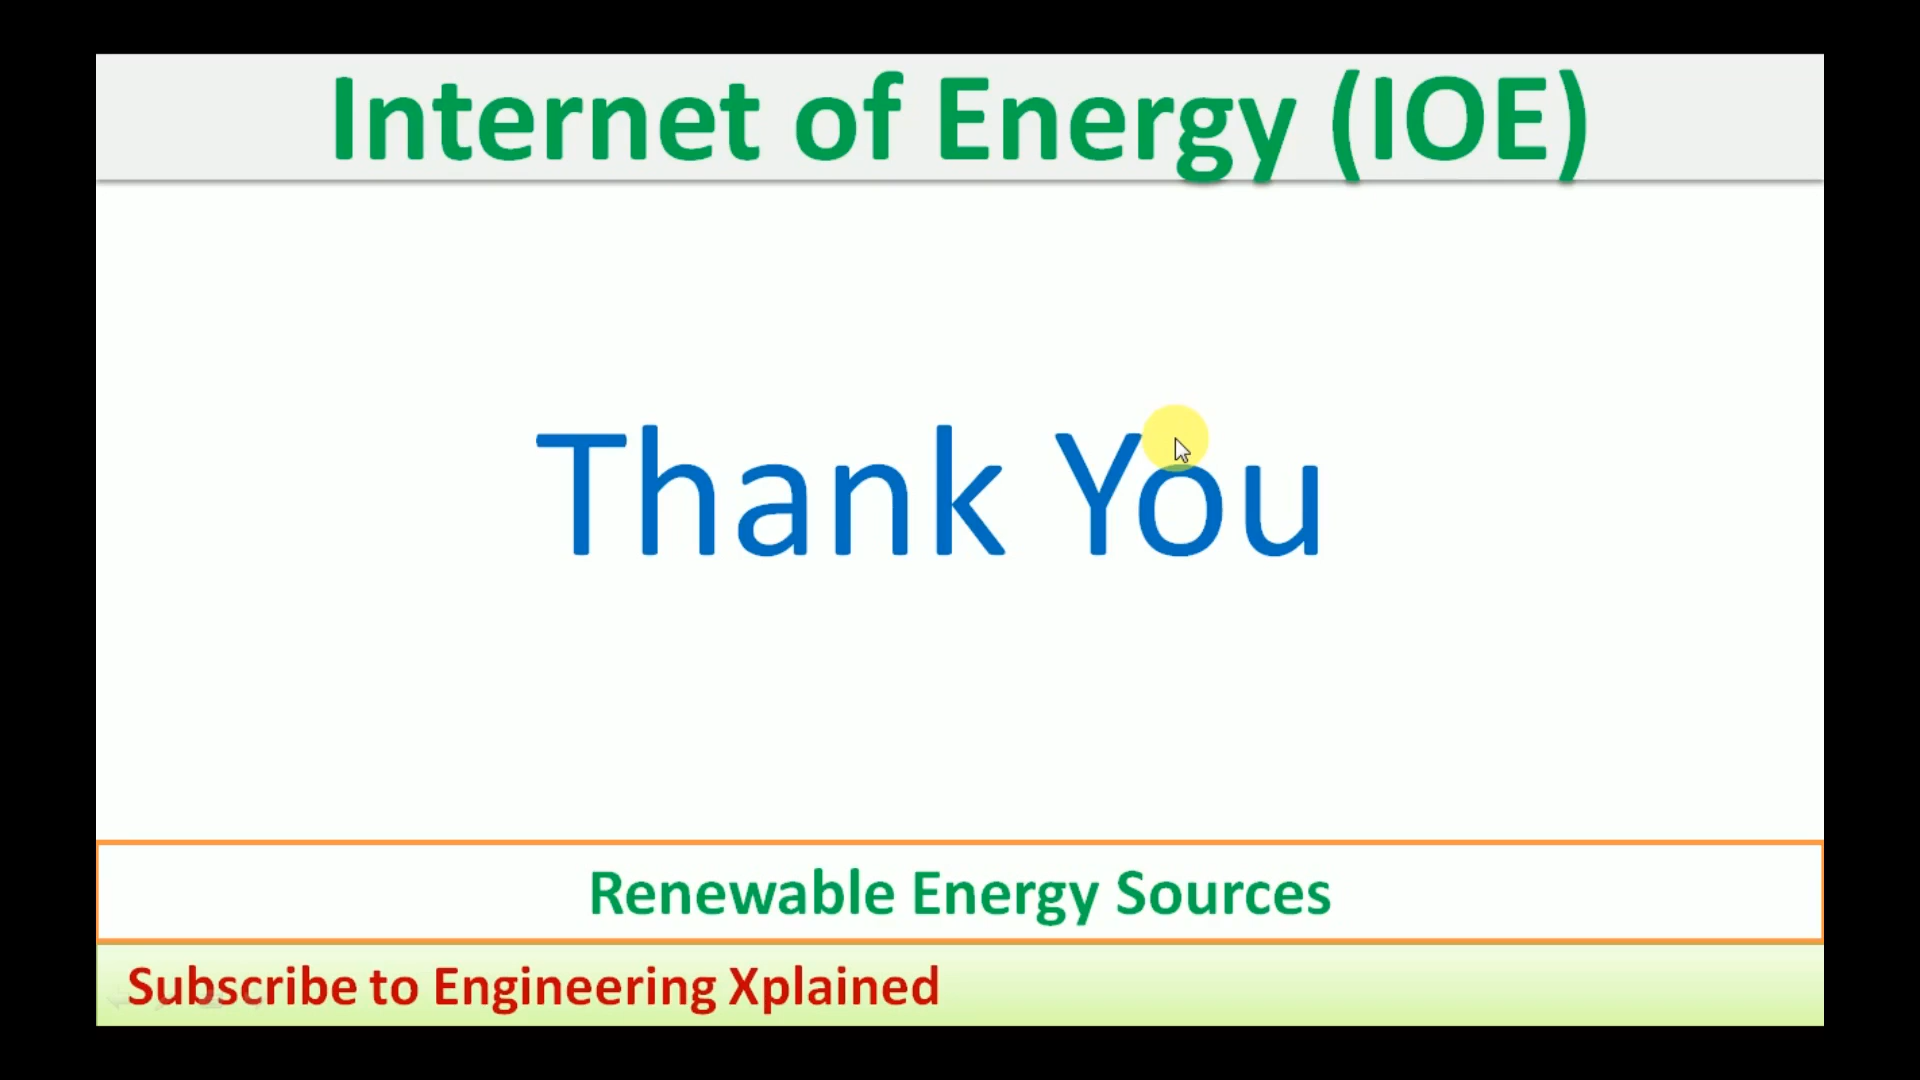 Internet of Energy (IOE)
Thank You
Renewable Energy Sources
Subscribe to Engineering Xplained